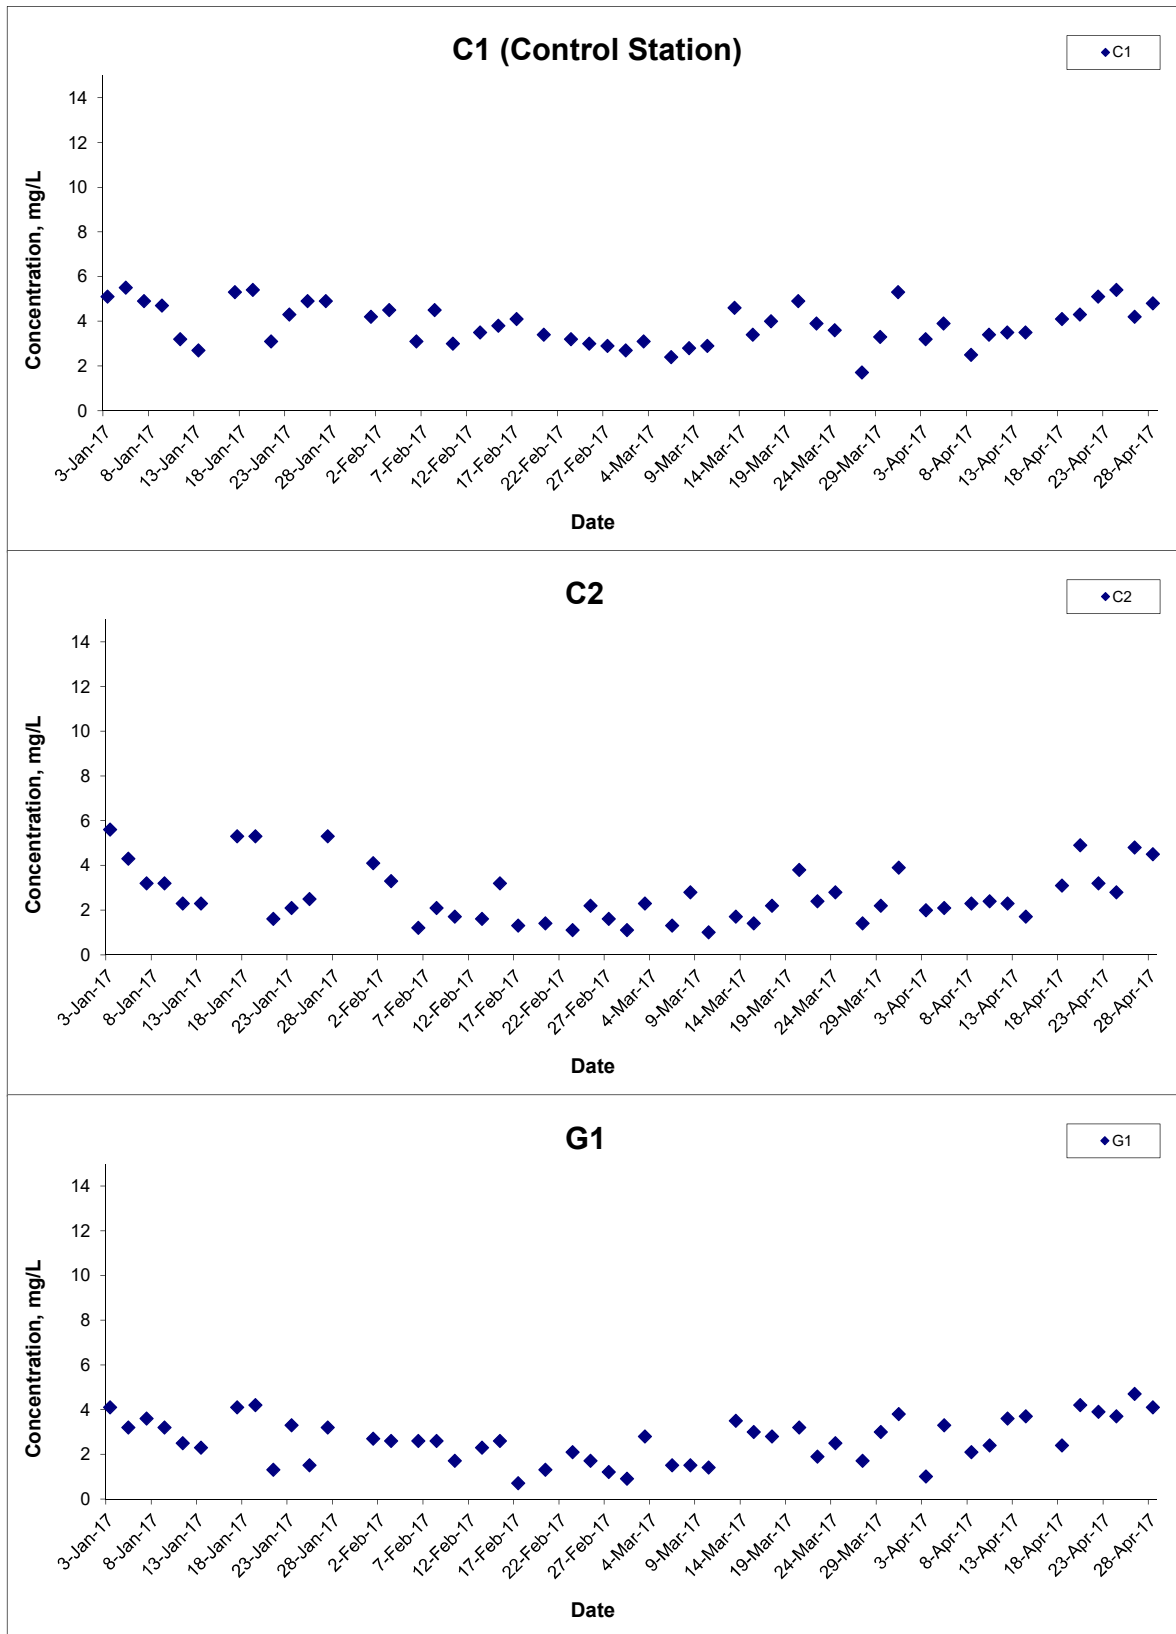 C1 (Control Station)
C1
Concentration, mg/L
14
12
10
8
6
4
2
0
3-Jan-17
8-Jan-17
13-Jan-17
18-Jan-17
23-Jan-17
28-Jan-17
2-Feb-17
7-Feb-17
12-Feb-17
17-Feb-17
22-Feb-17
27-Feb-17
4-Mar-17
9-Mar-17
14-Mar-17
19-Mar-17
24-Mar-17
29-Mar-17
3-Apr-17
8-Apr-17
13-Apr-17
18-Apr-17
23-Apr-17
28-Apr-17
Date
C2
C2
Concentration, mg/L
14
12
10
8
6
4
2
0
3-Jan-17
8-Jan-17
13-Jan-17
18-Jan-17
23-Jan-17
28-Jan-17
2-Feb-17
7-Feb-17
12-Feb-17
17-Feb-17
22-Feb-17
27-Feb-17
4-Mar-17
9-Mar-17
14-Mar-17
19-Mar-17
24-Mar-17
29-Mar-17
3-Apr-17
8-Apr-17
13-Apr-17
18-Apr-17
23-Apr-17
28-Apr-17
Date
G1
G1
Concentration, mg/L
14
12
10
8
6
4
2
0
3-Jan-17
8-Jan-17
13-Jan-17
18-Jan-17
23-Jan-17
28-Jan-17
2-Feb-17
7-Feb-17
12-Feb-17
17-Feb-17
22-Feb-17
27-Feb-17
4-Mar-17
9-Mar-17
14-Mar-17
19-Mar-17
24-Mar-17
29-Mar-17
3-Apr-17
8-Apr-17
13-Apr-17
18-Apr-17
23-Apr-17
28-Apr-17
Date